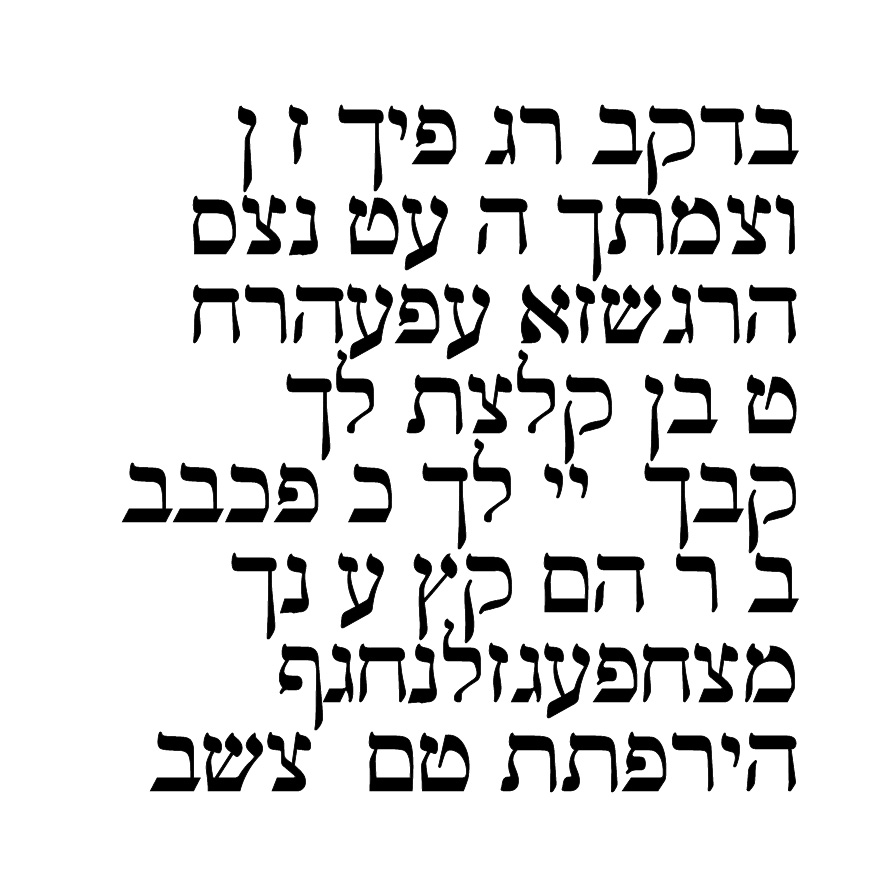 בדקב רג פיך ז ן
וצמתך ה עט נצם
הרגשזא עפעהרח
ט בן קלצת לך
קבך  יי לך כ פכבב
ב ר הם קץ ע נך
מצחפעגזלנחגף
הירפתת טם  צשב